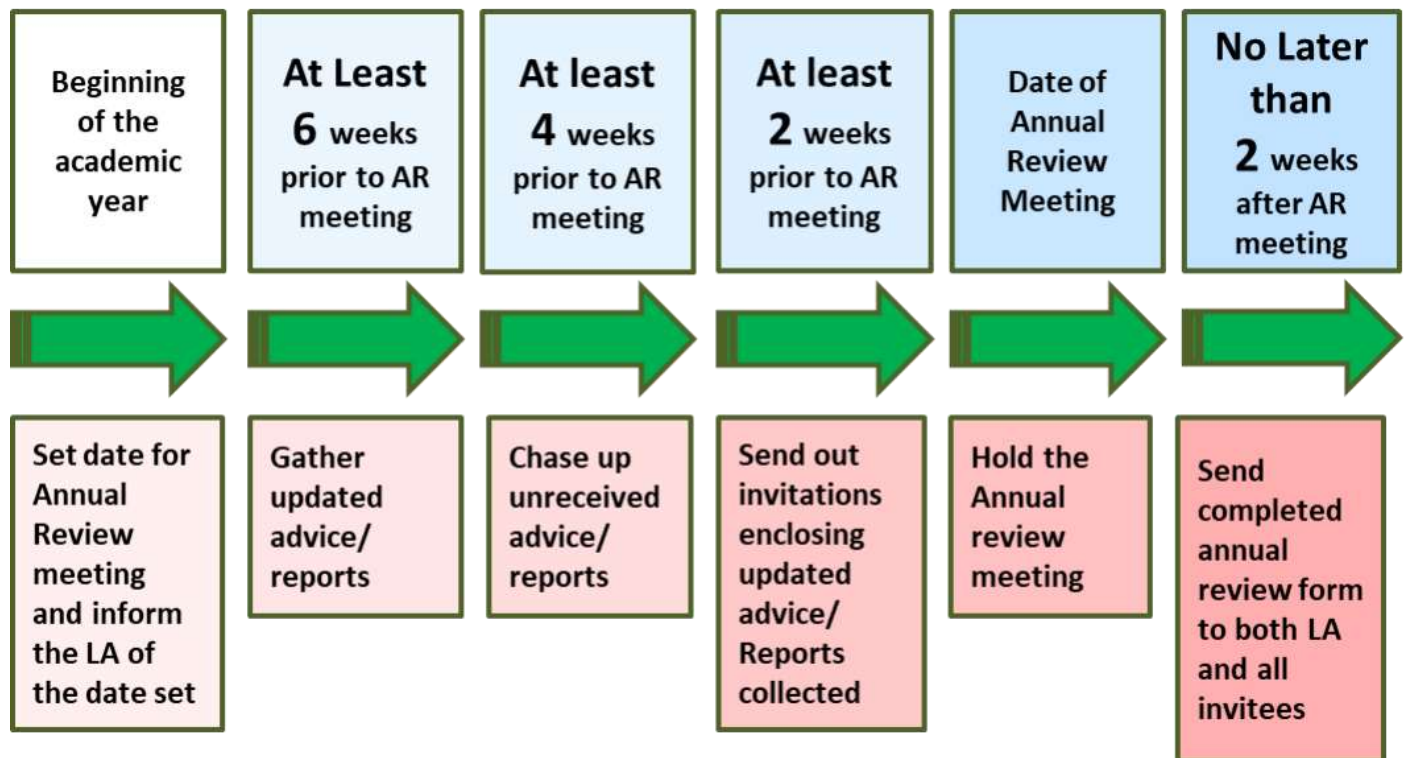 Beginning
of the
academic
year
At Least
6 weeks
prior to AR
meeting
At least
4 weeks
prior to AR
meeting
At least
2 weeks
prior to AR
meeting
Date of
Annual
Review
Meeting
No Later
than
2 weeks
after AR
meeting
Set date for
Annual
Review
meeting
and inform
the LA of
the date set
Gather
updated
advice/
reports
Chase up
unreceived
advice/
reports
Send out
invitations
enclosing
updated
advice/
Reports
collected
Hold the
Annual
review
meeting
Send
completed
annual
review form
to both LA
and all
invitees